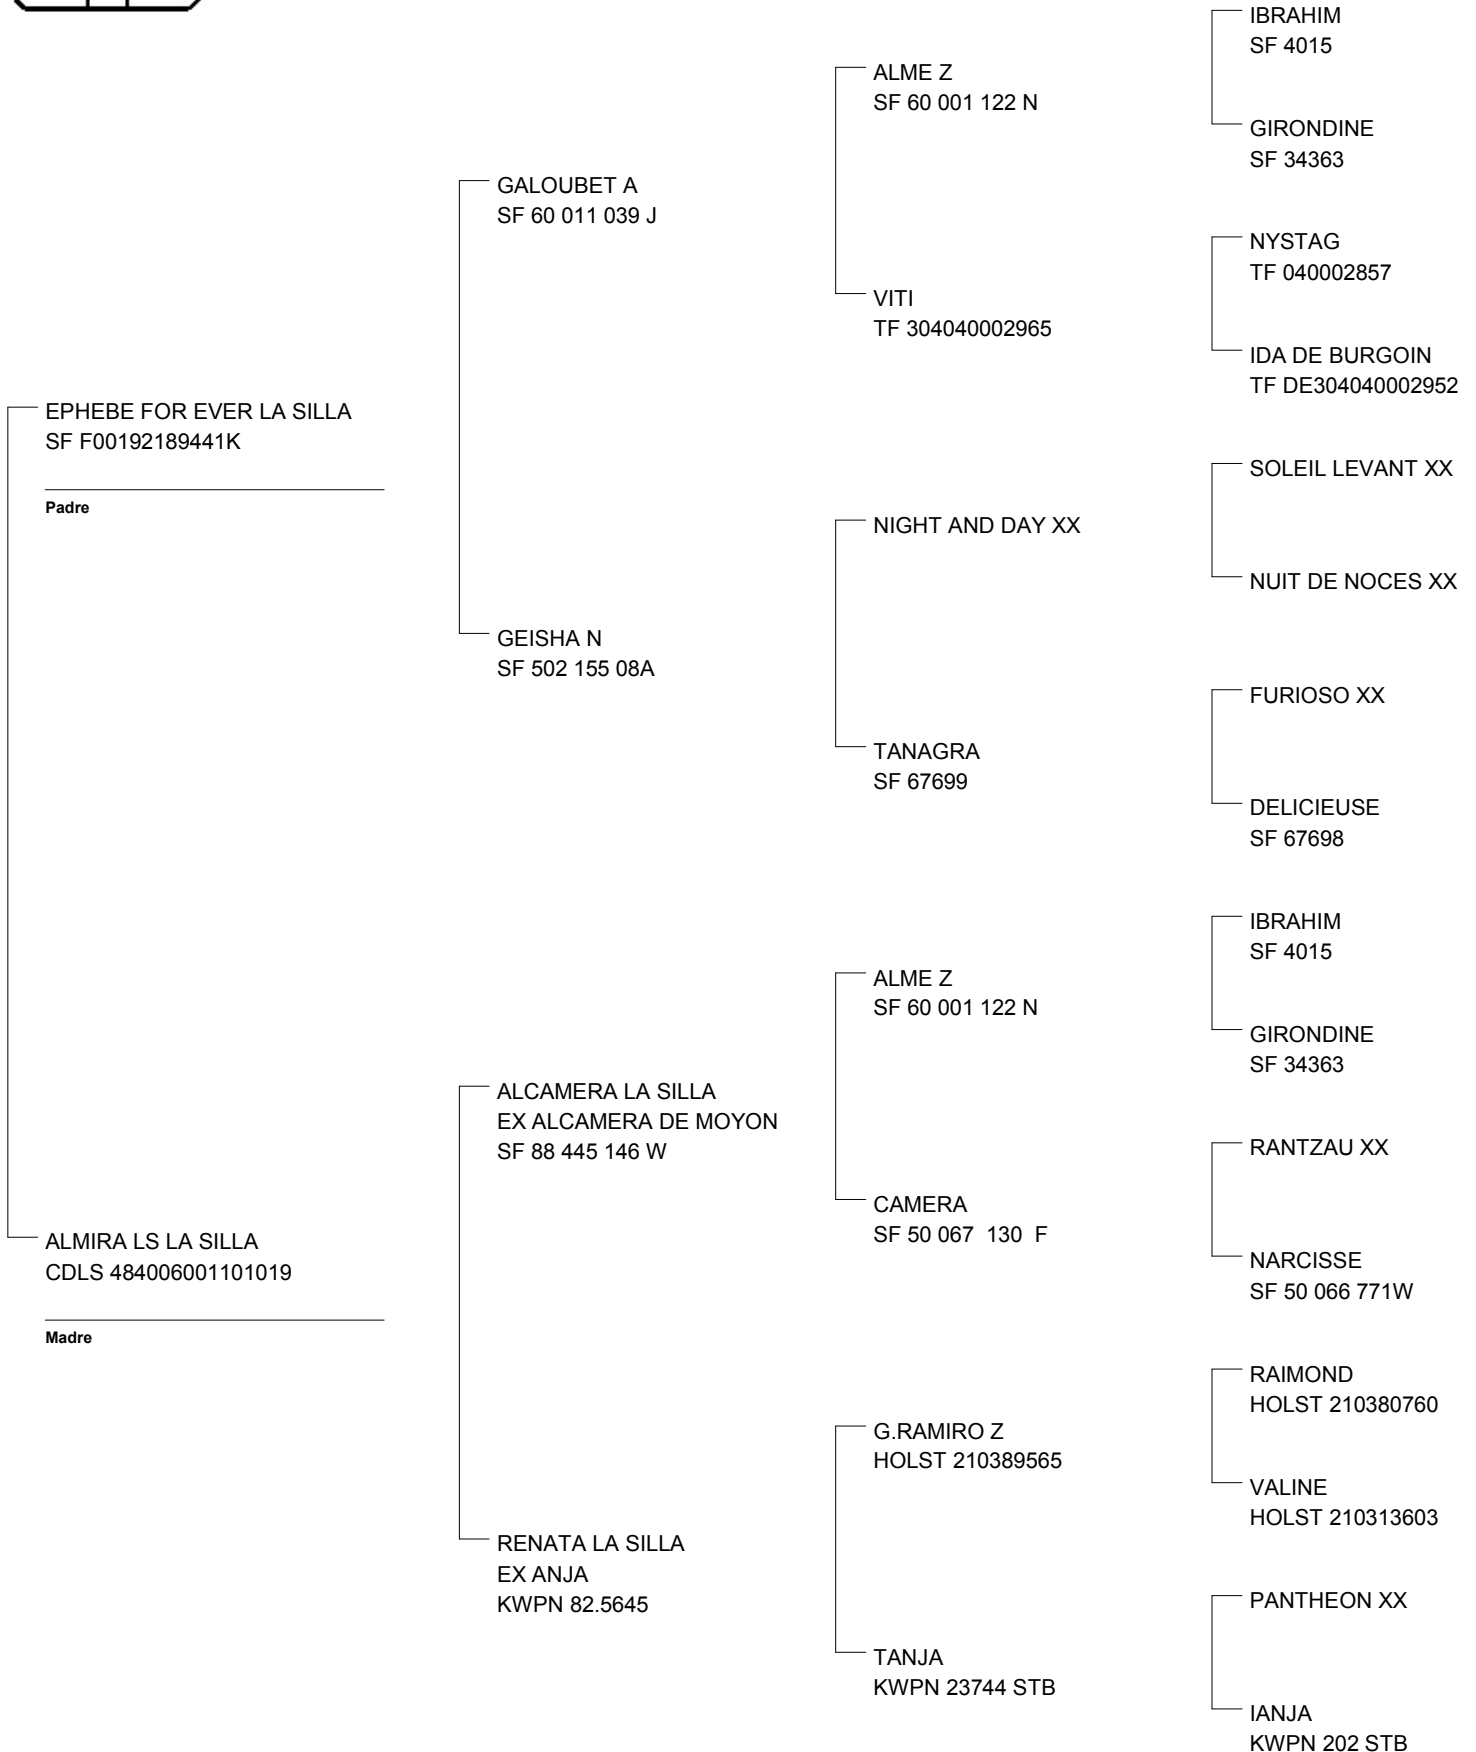 EPHEBE FOR EVER LA SILLA
SF F00192189441K
Padre
ALMIRA LS LA SILLA
CDLS 484006001101019
Madre
GALOUBET A
SF 60 011 039 J
GEISHA N
SF 502 155 08A
ALCAMERA LA SILLA
EX ALCAMERA DE MOYON
SF 88 445 146 W
RENATA LA SILLA
EX ANJA
KWPN 82.5645
ALME Z
SF 60 001 122 N
VITI
TF 304040002965
NIGHT AND DAY XX
TANAGRA
SF 67699
ALME Z
SF 60 001 122 N
CAMERA
SF 50 067 130 F
G.RAMIRO Z
HOLST 210389565
TANJA
KWPN 23744 STB
IBRAHIM
SF 4015
GIRONDINE
SF 34363
NYSTAG
TF 040002857
IDA DE BURGOIN
TF DE304040002952
SOLEIL LEVANT XX
NUIT DE NOCES XX
FURIOSO XX
DELICIEUSE
SF 67698
IBRAHIM
SF 4015
GIRONDINE
SF 34363
RANTZAU XX
NARCISSE
SF 50 066 771W
RAIMOND
HOLST 210380760
VALINE
HOLST 210313603
PANTHEON XX
IANJA
KWPN 202 STB